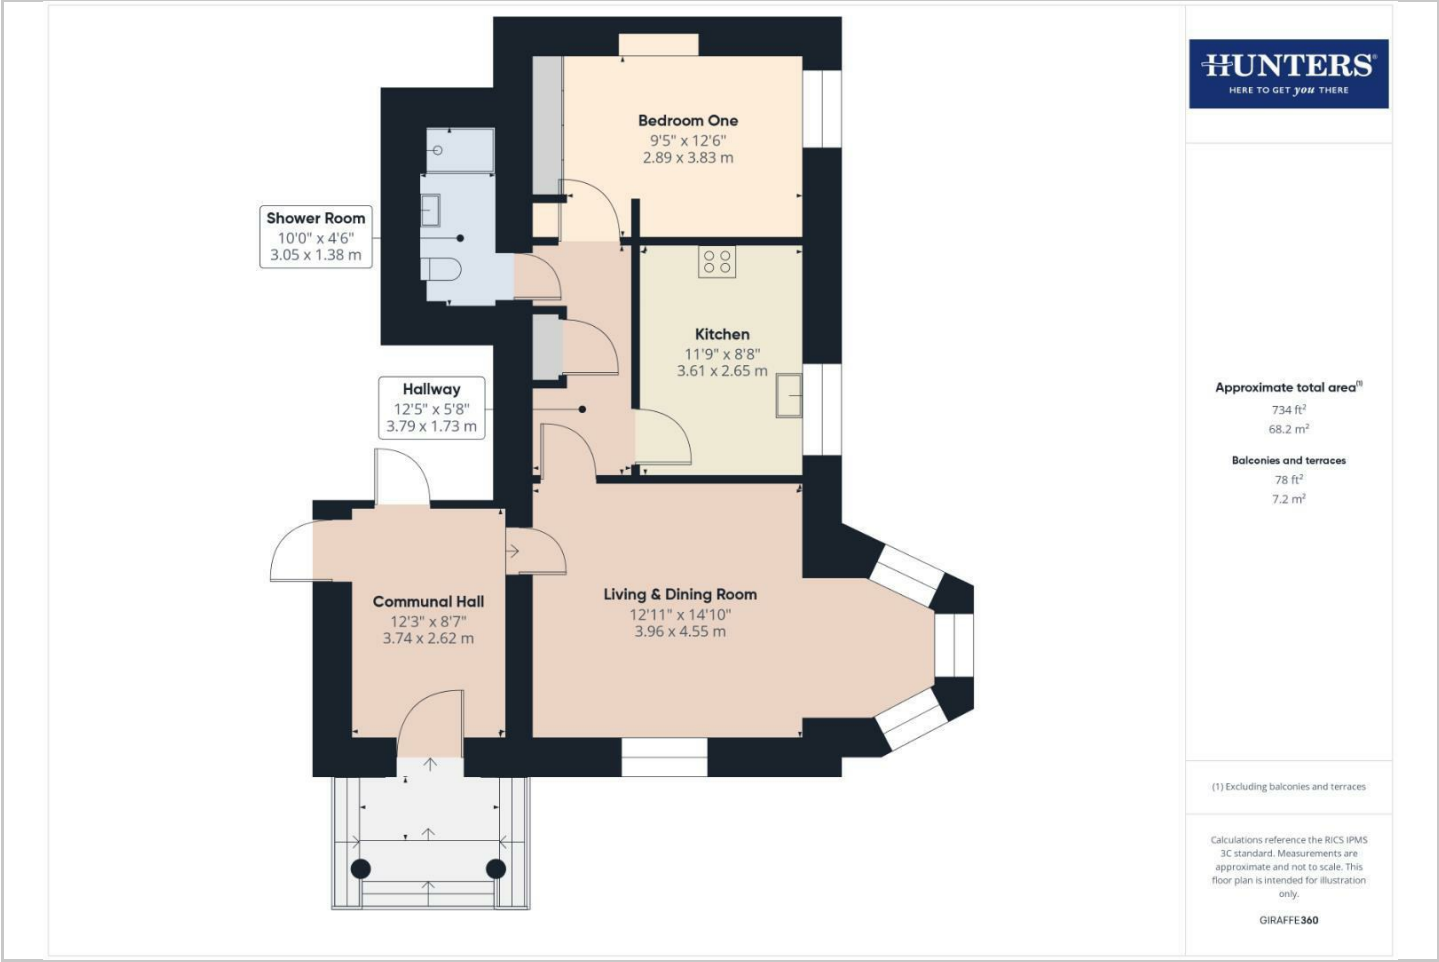 HUNTERS®
HERE TO GET you THERE
Bedroom One
9'5" x 12'6"
2.89 x 3.83 m
Shower Room
10'0" x 4'6"
3.05 x 1.38 m
Kitchen
11'9" x 8'8"
3.61 x 2.65 m
Hallway
12'5" x 5'8"
3.79 x 1.73 m
Living & Dining Room
12'11" x 14'10"
3.96 x 4.55 m
Communal Hall
12'3" x 8'7"
3.74 x 2.62 m
Approximate total area(1)
734 ft²
68.2 m²
Balconies and terraces
78 ft²
7.2 m²
(1) Excluding balconies and terraces
Calculations reference the RICS IPMS
3C standard. Measurements are
approximate and not to scale. This
floor plan is intended for illustration
only.
GIRAFFE360